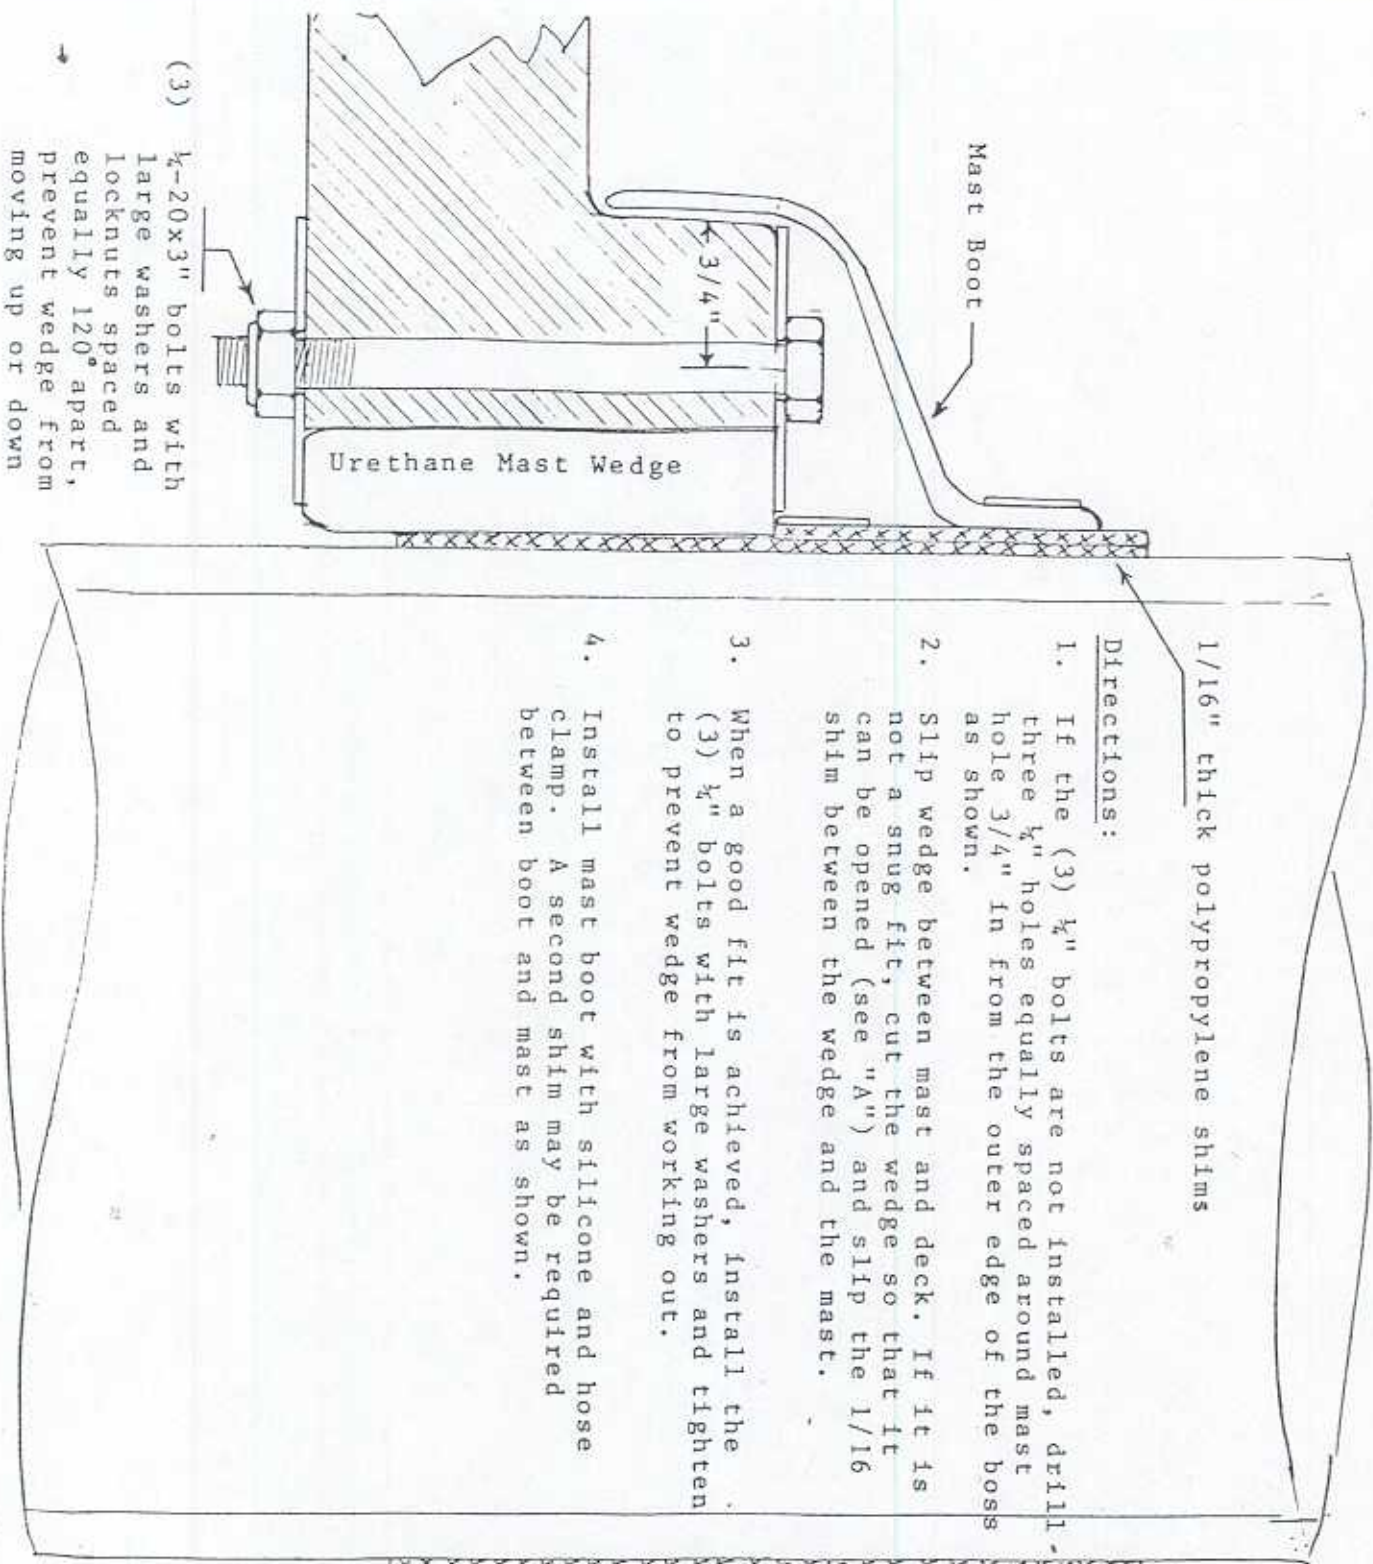 1/16" thick polypropylene shims
Directions:
1. If the (3) ¼" bolts are not installed, drill
three ¼" holes equally spaced around mast
hole 3/4" in from the outer edge of the boss
as shown.
2. Slip wedge between mast and deck. If it is
not a snug fit, cut the wedge so that it
can be opened (see "A") and slip the 1/16
shim between the wedge and the mast.
3. When a good fit is achieved, install the
(3) ¼" bolts with large washers and tighten
to prevent wedge from working out.
4. Install mast boot with silicone and hose
clamp. A second shim may be required
between boot and mast as shown.
Mast Boot
3/4"
Urethane Mast Wedge
(3) ¼-20x3" bolts with
large washers and
locknuts spaced
equally 120° apart,
prevent wedge from
moving up or down